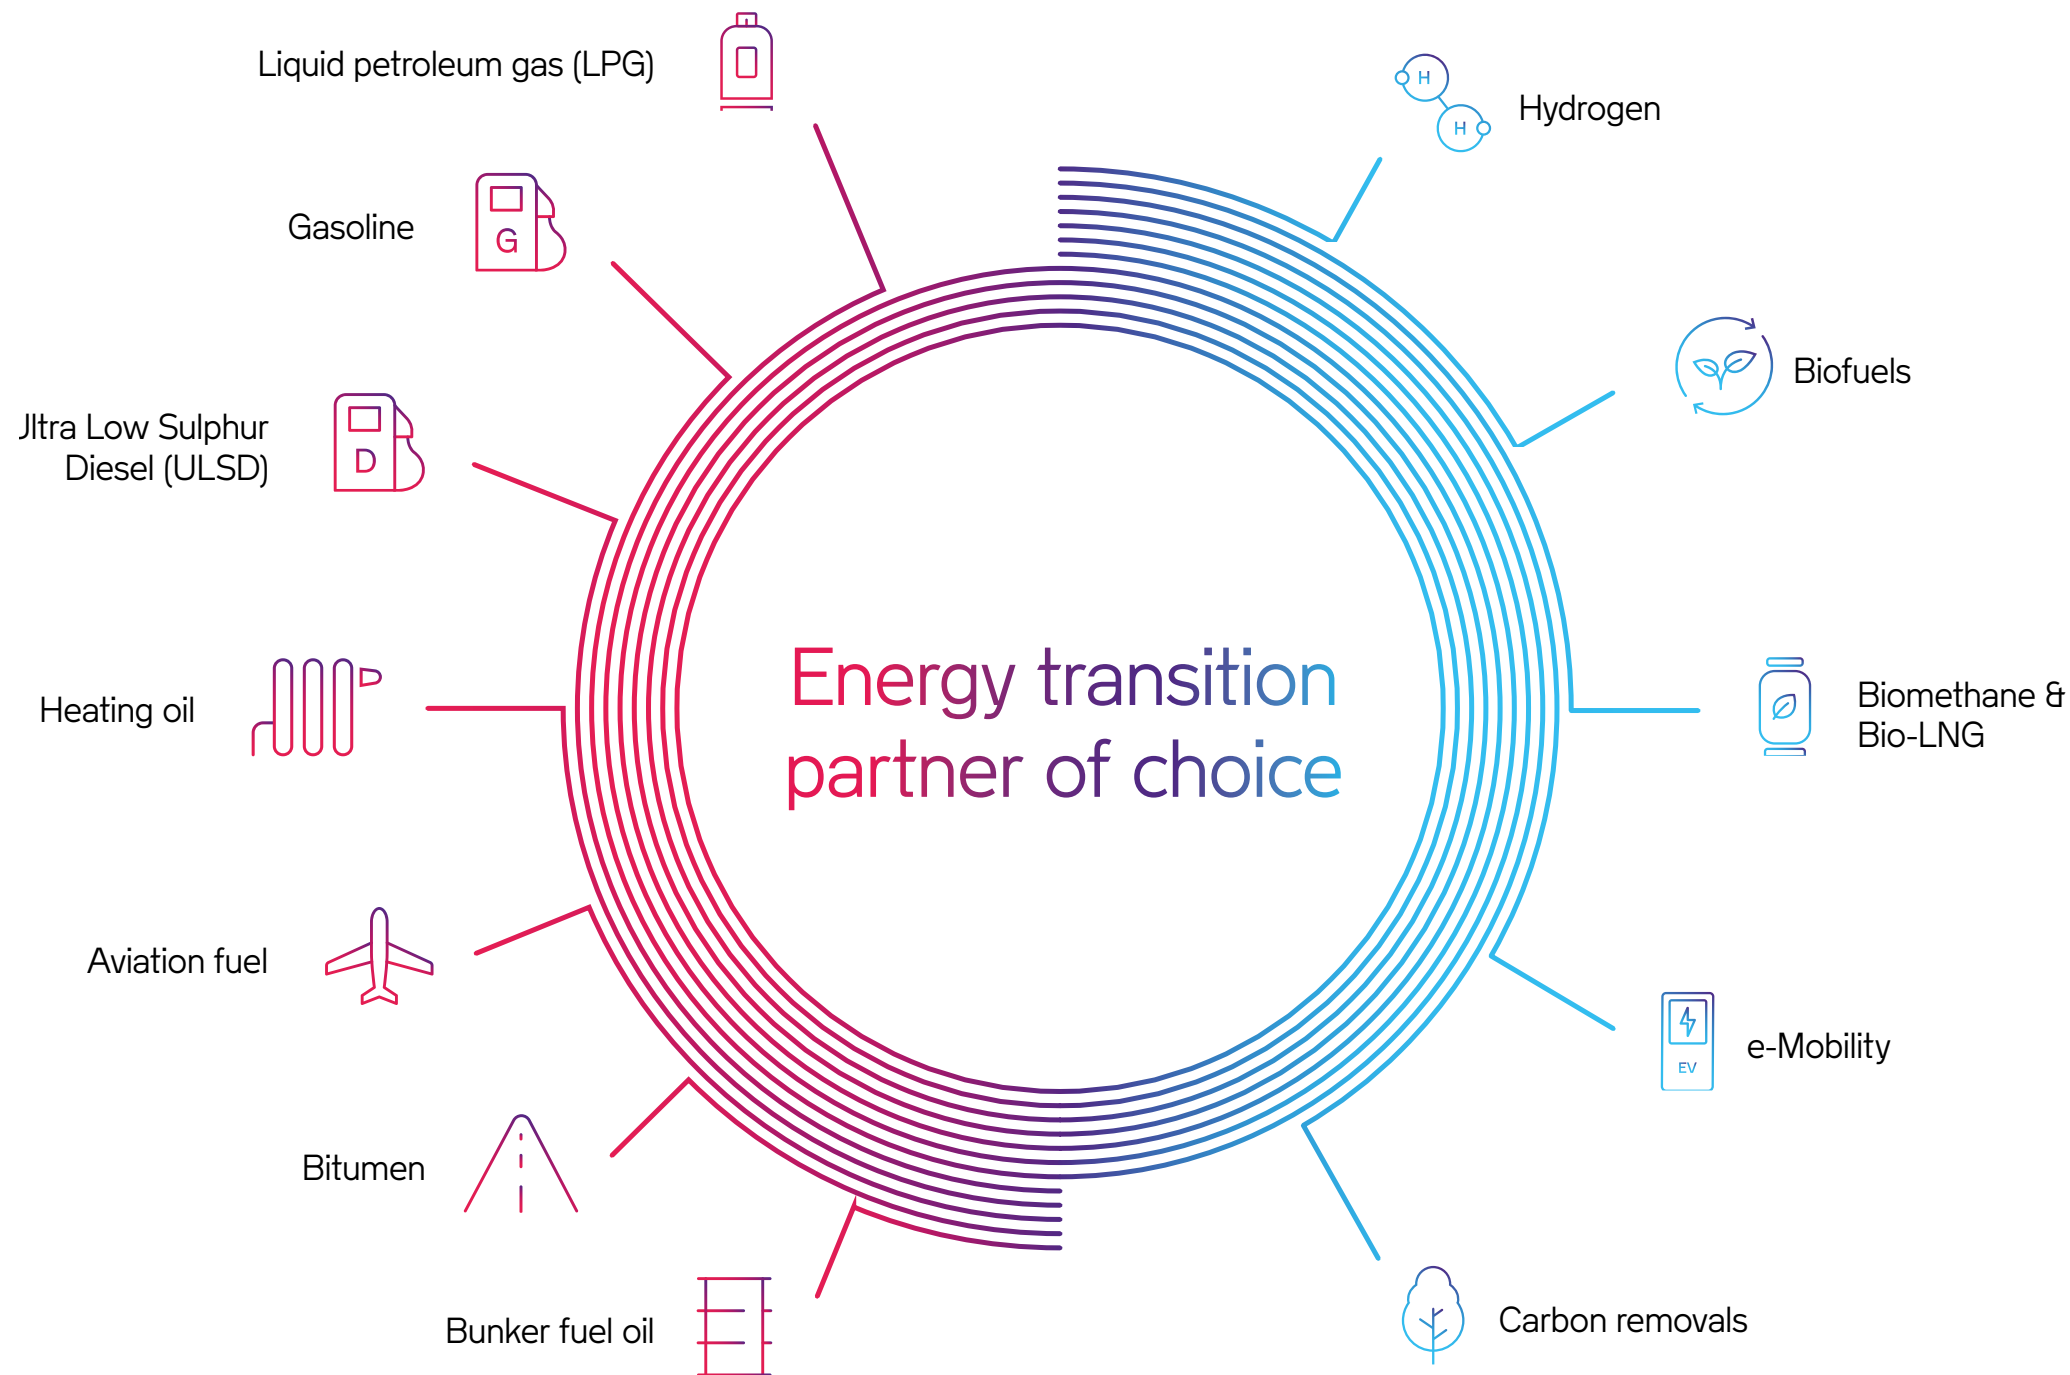 Liquid petroleum gas (LPG)
Gasoline
G
Ultra Low Sulphur
Diesel (ULSD)
D
Heating oil
Aviation fuel
Bitumen
Bunker fuel oil
Energy transition
partner of choice
H
H
Hydrogen
Biofuels
Biomethane &
Bio-LNG
EV
e-Mobility
Carbon removals